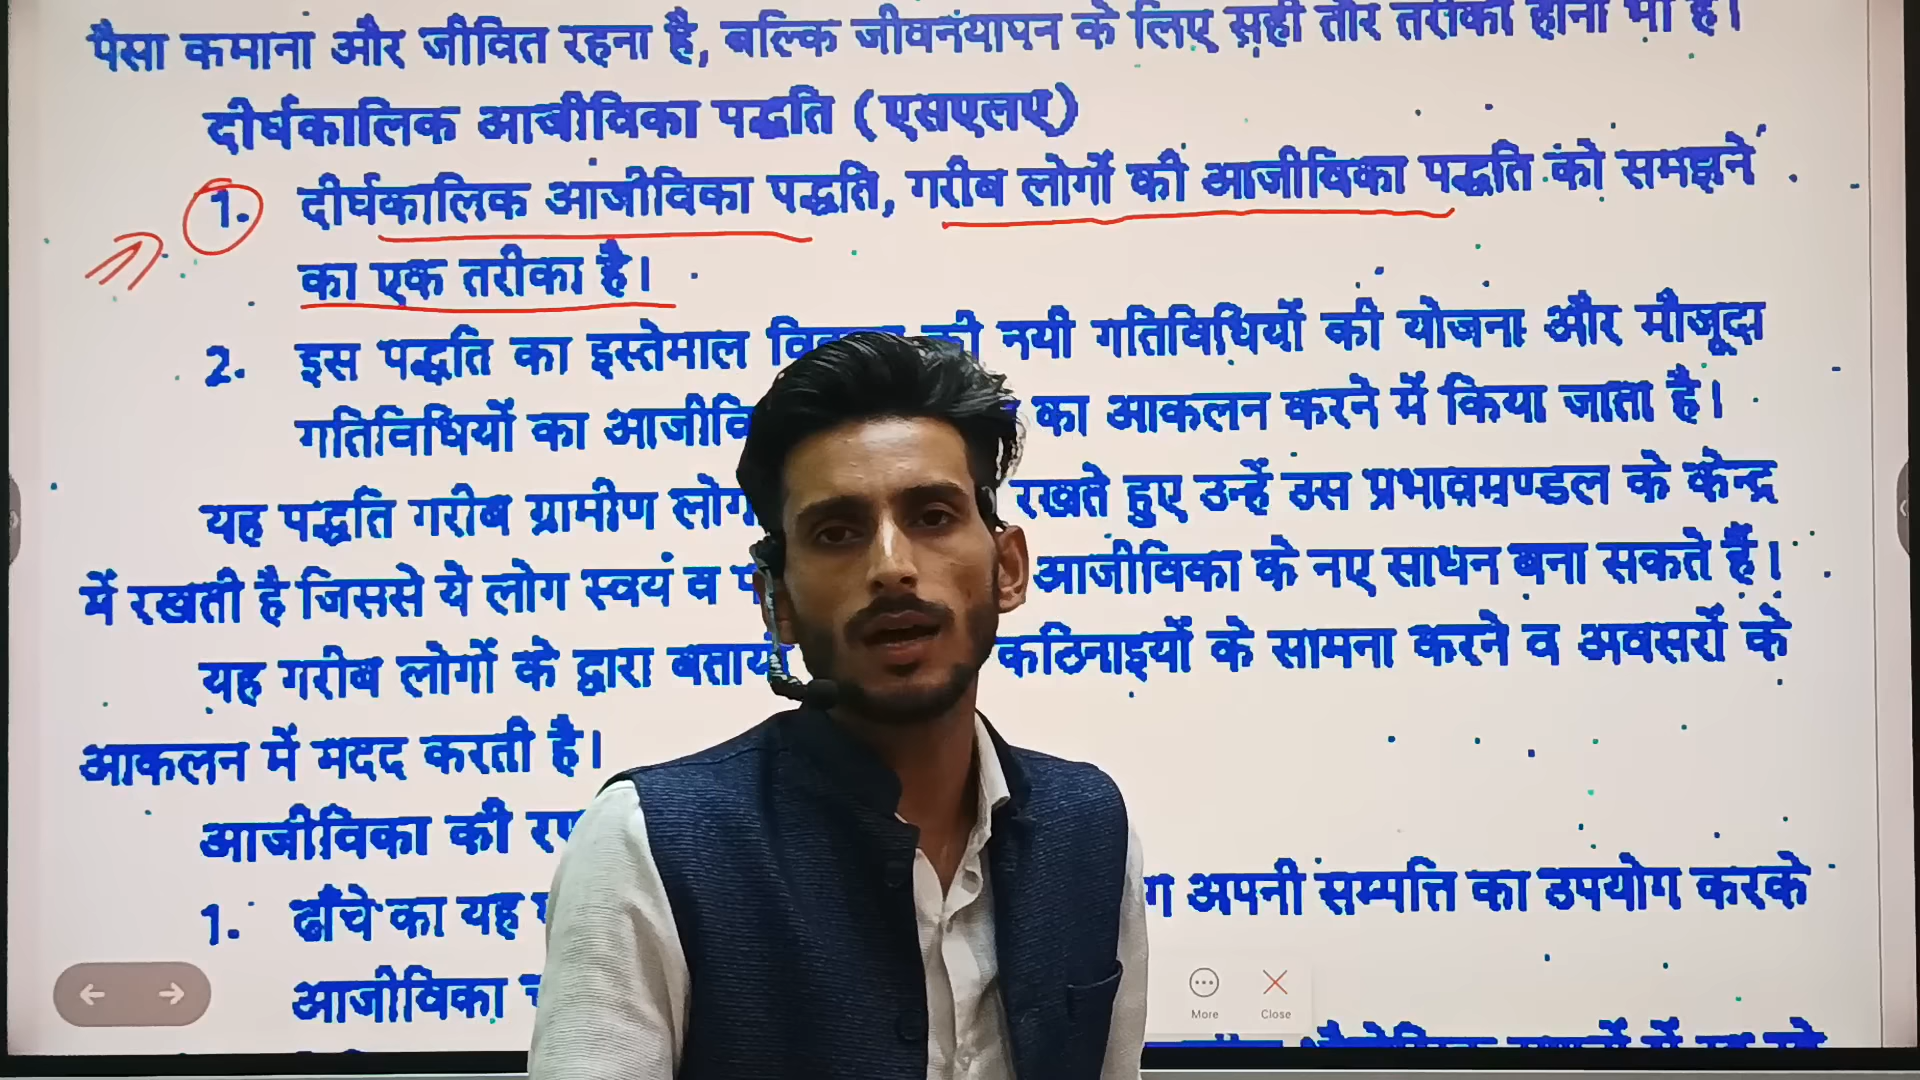 पैसा कमाना और जीवित रहना है, बल्कि जीवनयापन के लिए सही तौर तरीका होना भी है।
दीर्घकालिक आजीविका पद्धति (एसएलए)
1. दीर्घकालिक आजीविका पद्धति, गरीब लोगों की आजीविका पद्धति को समझने
का एक तरीका है।
2. इस पद्धति का इस्तेमाल की नयी गतिविधियों की योजना और मौजूदा
गतिविधियों का का आकलन करने में किया जाता है।
यह पद्धति गरीब ग्रामीण रखते हुए उन्हें उस प्रभावमण्डल के केन्द्र
में रखती है जिससे ये लोग स्वयं व आजीविका के नए साधन बना सकते हैं।
यह गरीब लोगों के द्वारा कठिनाइयों के सामना करने व अवसरों के
आकलन में मदद करती है।
आजीविका की
1. ढाँचे का यह अपनी सम्पत्ति का उपयोग करके
आजीविका
More Close